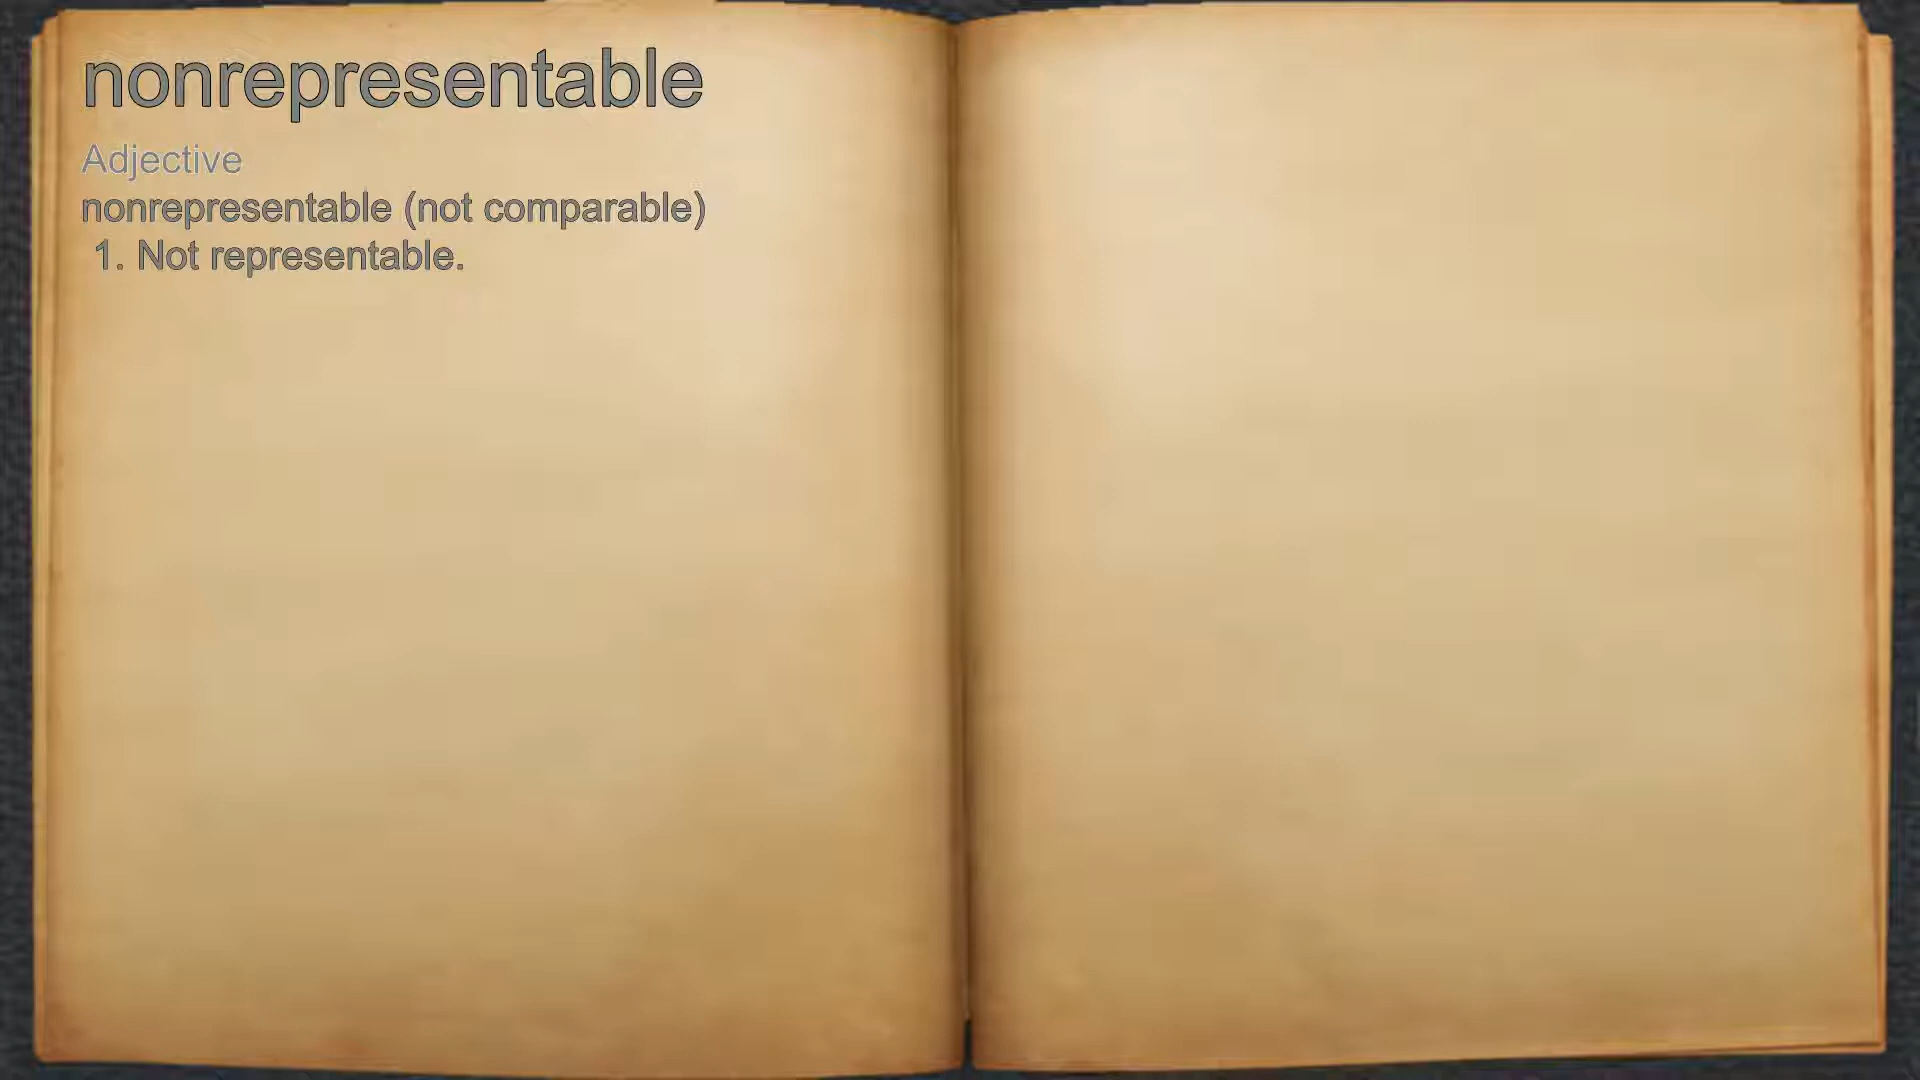 nonrepresentable
Adjective
nonrepresentable (not comparable)
1. Not representable.